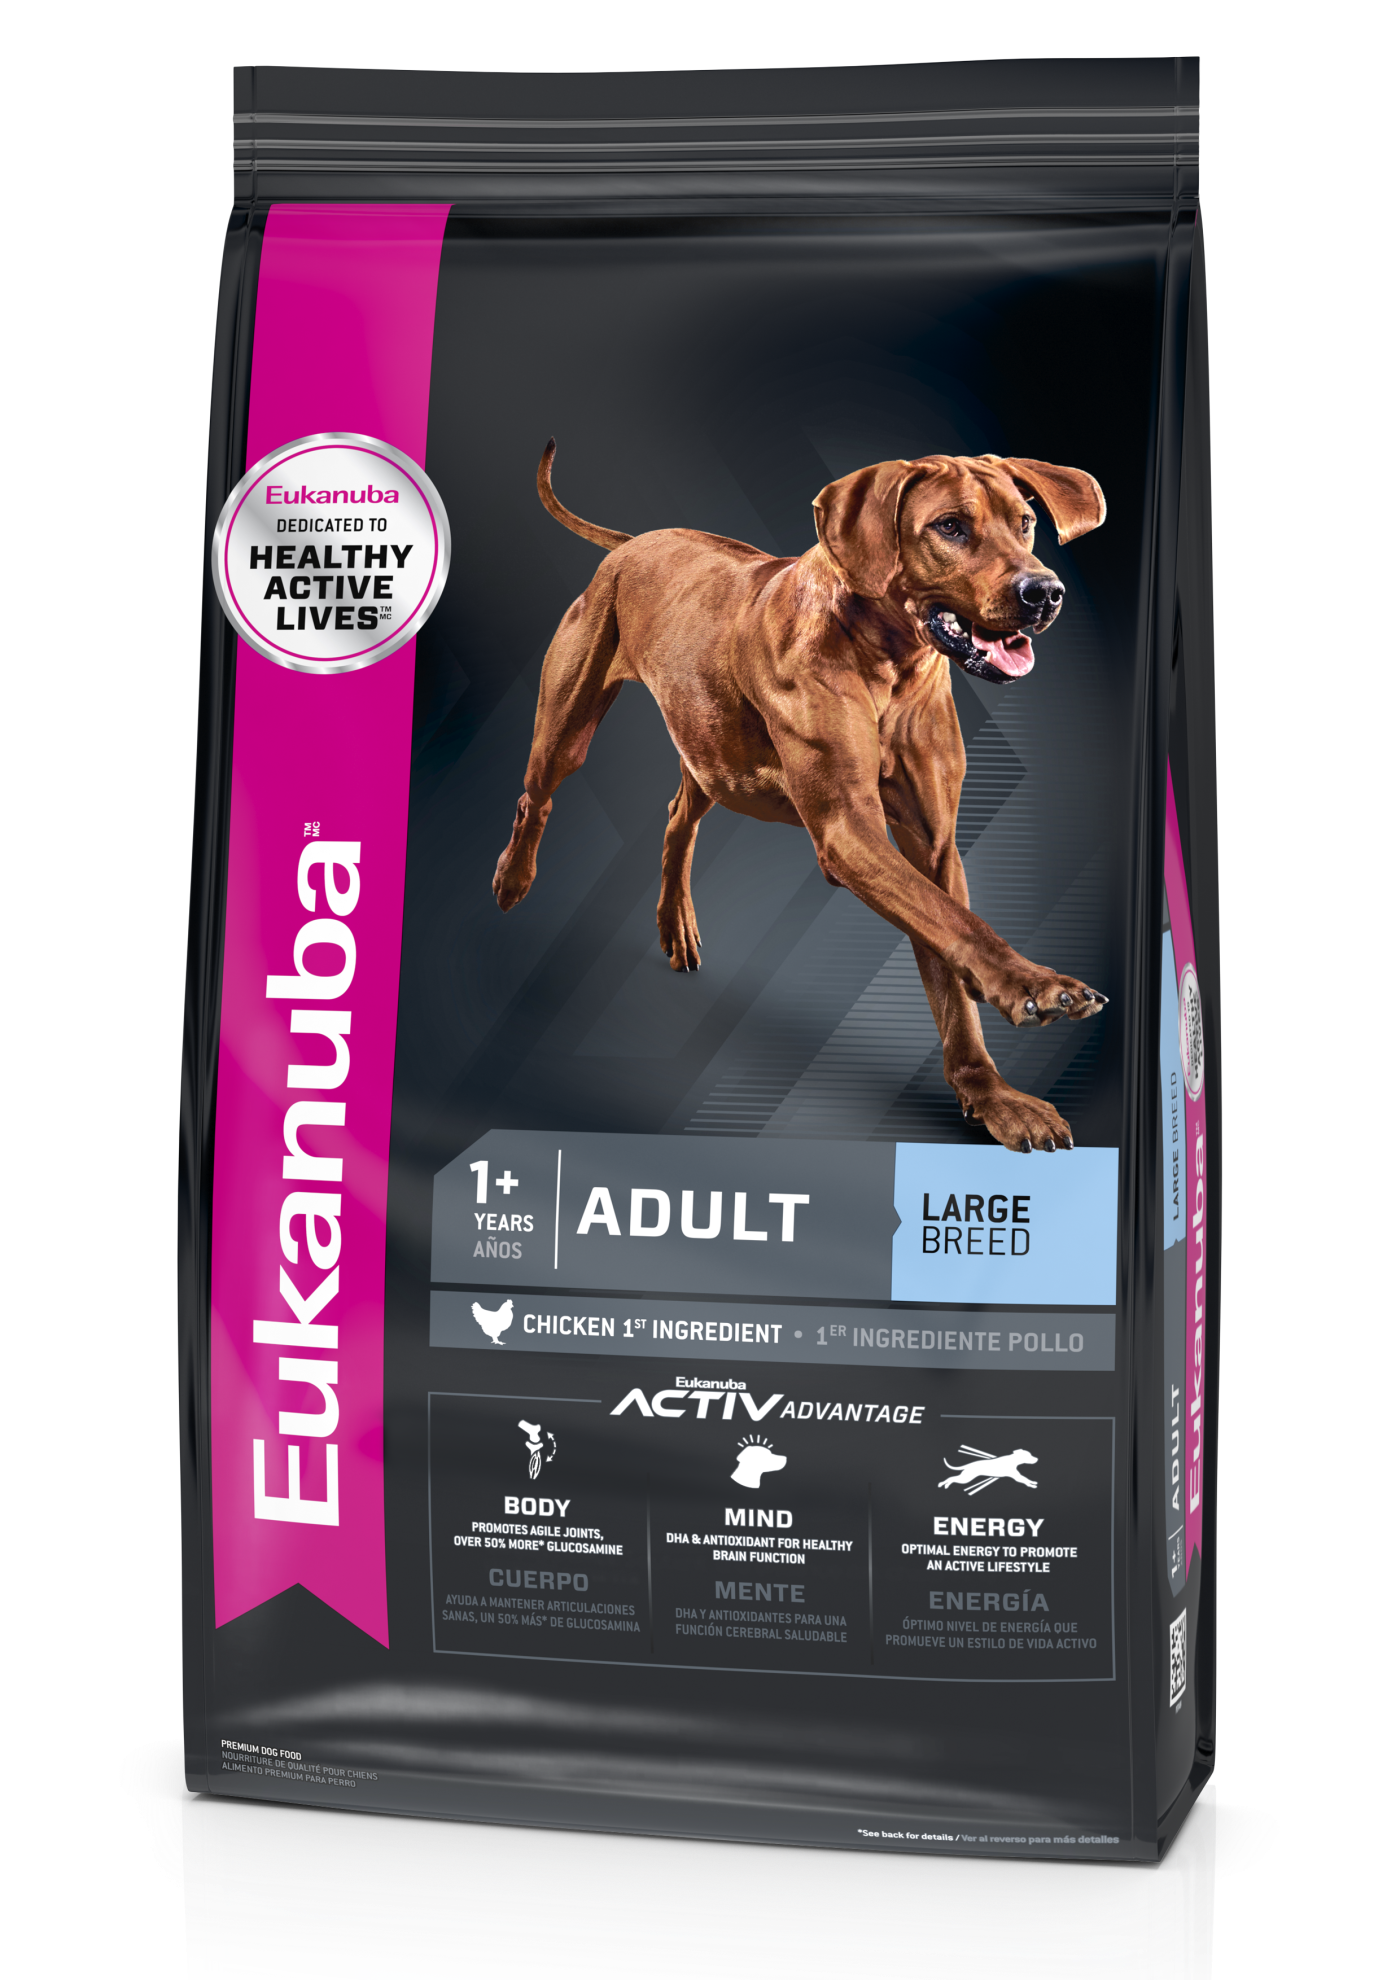 Eukanuba
DEDICATED TO
HEALTHY
ACTIVE
LIVES™ MC
Eukanuba™ MC
1+
YEARS
AÑOS
ADULT
LARGE
BREED
CHICKEN 1ST INGREDIENT • 1ER INGREDIENTE POLLO
Eukanuba
ACTIVADVANTAGE
BODY
PROMOTES AGILE JOINTS,
OVER 50% MORE* GLUCOSAMINE
CUERPO
AYUDA A MANTENER ARTICULACIONES
SANAS, UN 50% MÁS* DE GLUCOSAMINA
MIND
DHA & ANTIOXIDANT FOR HEALTHY
BRAIN FUNCTION
MENTE
DHA Y ANTIOXIDANTES PARA UNA
FUNCIÓN CEREBRAL SALUDABLE
ENERGY
OPTIMAL ENERGY TO PROMOTE
AN ACTIVE LIFESTYLE
ENERGÍA
ÓPTIMO NIVEL DE ENERGÍA QUE
PROMUEVE UN ESTILO DE VIDA ACTIVO
PREMIUM DOG FOOD
NOURRITURE DE QUALITÉ POUR CHIENS
ALIMENTO PREMIUM PARA PERRO
*See back for details / Ver al reverso para más detalles
LARGE BREED
Eukanuba
1+
ADULT